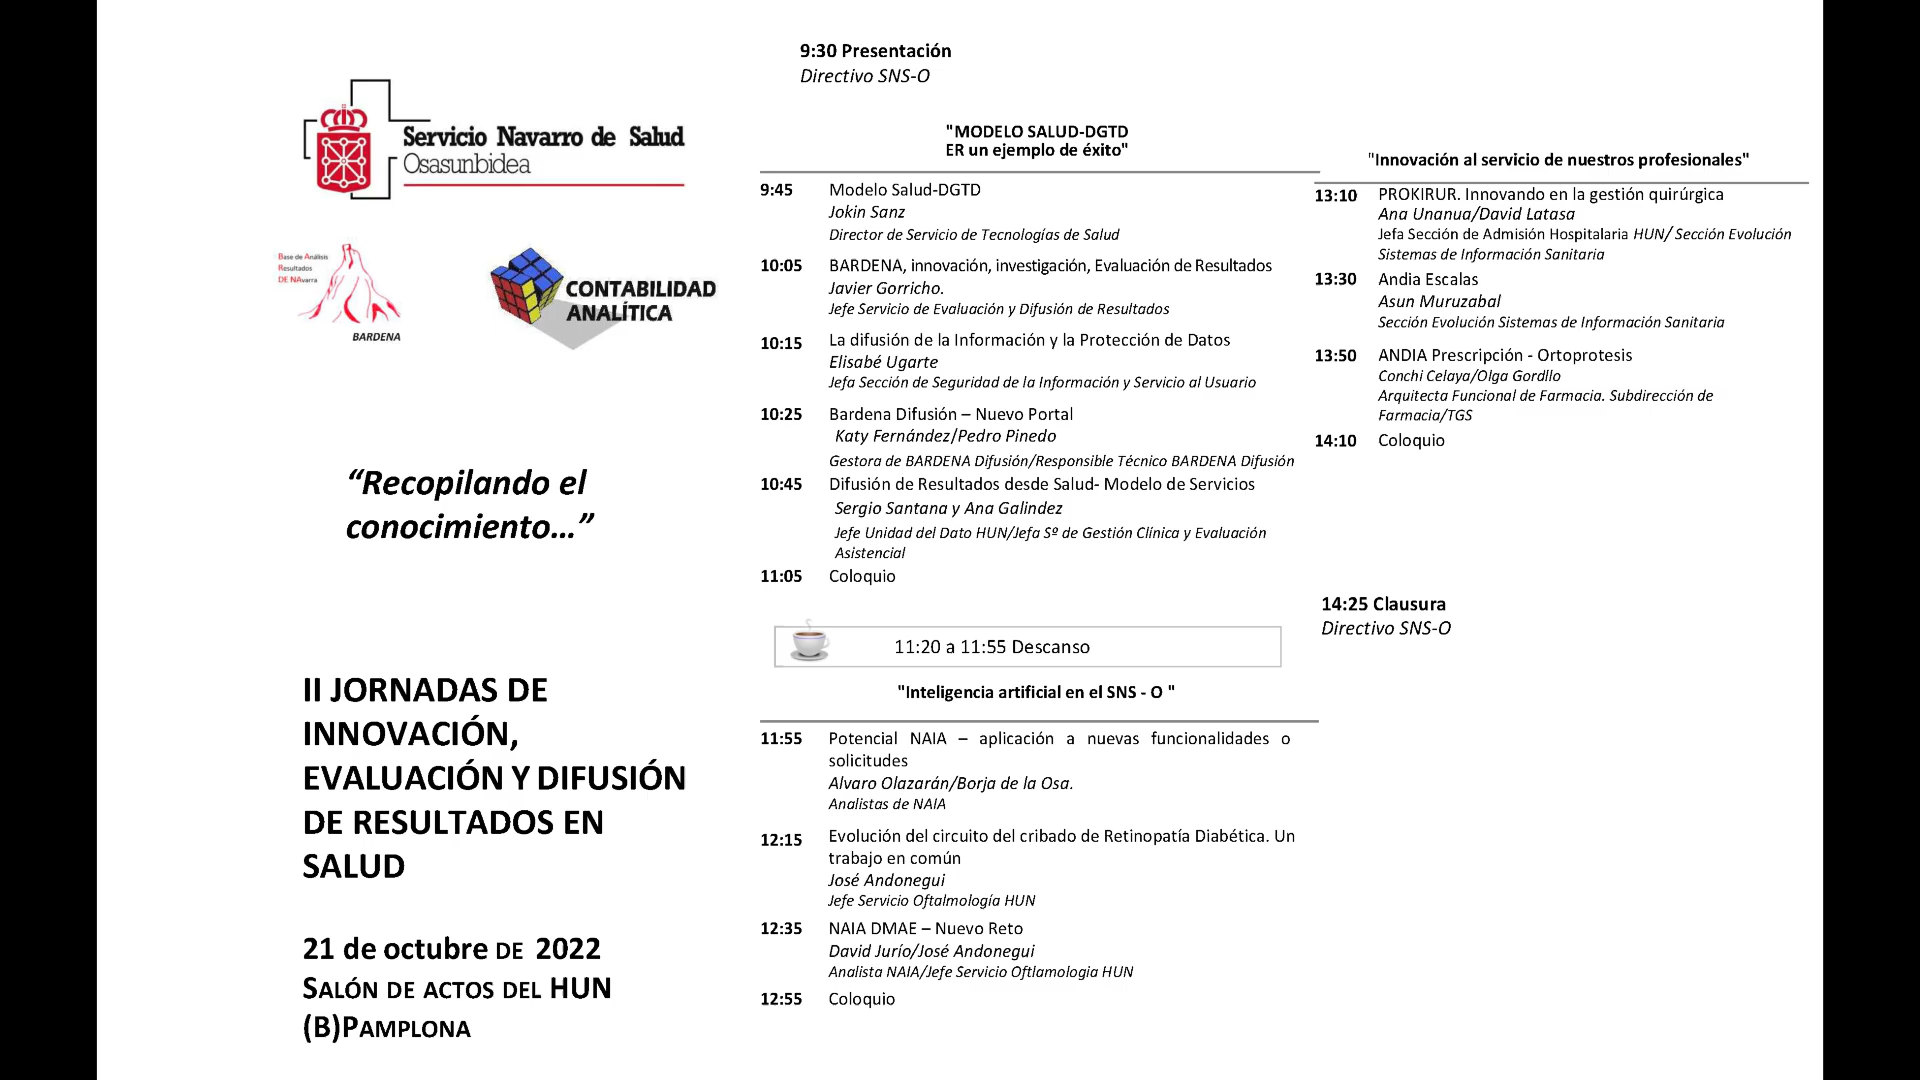 Servicio Navarro de Salud
Osasunbidea
Base de Análisis
Resultados
DE NAvarra
BARDENA
CONTABILIDAD
ANALÍTICA
“Recopilando el
conocimiento...”
II JORNADAS DE
INNOVACIÓN,
EVALUACIÓN Y DIFUSIÓN
DE RESULTADOS EN
SALUD
21 de octubre DE 2022
SALÓN DE ACTOS DEL HUN
(B)PAMPLONA
9:30 Presentación
Directivo SNS-O
"MODELO SALUD-DGTD
ER un ejemplo de éxito"
9:45 Modelo Salud-DGTD
Jokin Sanz
Director de Servicio de Tecnologías de Salud
10:05 BARDENA, innovación, investigación, Evaluación de Resultados
Javier Gorricho.
Jefe Servicio de Evaluación y Difusión de Resultados
10:15 La difusión de la Información y la Protección de Datos
Elisabé Ugarte
Jefa Sección de Seguridad de la Información y Servicio al Usuario
10:25 Bardena Difusión – Nuevo Portal
Katy Fernández/Pedro Pinedo
Gestora de BARDENA Difusión/Responsible Técnico BARDENA Difusión
10:45 Difusión de Resultados desde Salud- Modelo de Servicios
Sergio Santana y Ana Galindez
Jefe Unidad del Dato HUN/Jefa Sº de Gestión Clínica y Evaluación
Asistencial
11:05 Coloquio
11:20 a 11:55 Descanso
"Inteligencia artificial en el SNS - O "
11:55 Potencial NAIA – aplicación a nuevas funcionalidades o
solicitudes
Alvaro Olazarán/Borja de la Osa.
Analistas de NAIA
12:15 Evolución del circuito del cribado de Retinopatía Diabética. Un
trabajo en común
José Andonegui
Jefe Servicio Oftalmología HUN
12:35 NAIA DMAE – Nuevo Reto
David Jurío/José Andonegui
Analista NAIA/Jefe Servicio Oftlamologia HUN
12:55 Coloquio
"Innovación al servicio de nuestros profesionales"
13:10 PROKIRUR. Innovando en la gestión quirúrgica
Ana Unanua/David Latasa
Jefa Sección de Admisión Hospitalaria HUN/ Sección Evolución
Sistemas de Información Sanitaria
13:30 Andia Escalas
Asun Muruzabal
Sección Evolución Sistemas de Información Sanitaria
13:50 ANDIA Prescripción - Ortoprotesis
Conchi Celaya/Olga Gordllo
Arquitecta Funcional de Farmacia. Subdirección de
Farmacia/TGS
14:10 Coloquio
14:25 Clausura
Directivo SNS-O